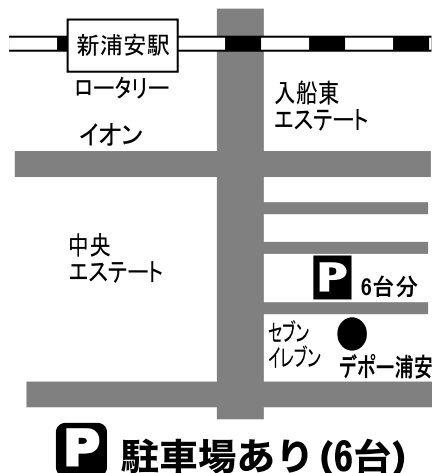 新浦安駅
ロータリー
イオン
入船東
エステート
中央
エステート
P 6台分
セブン
イレブン
デポー浦安
P 駐車場あり(6台)